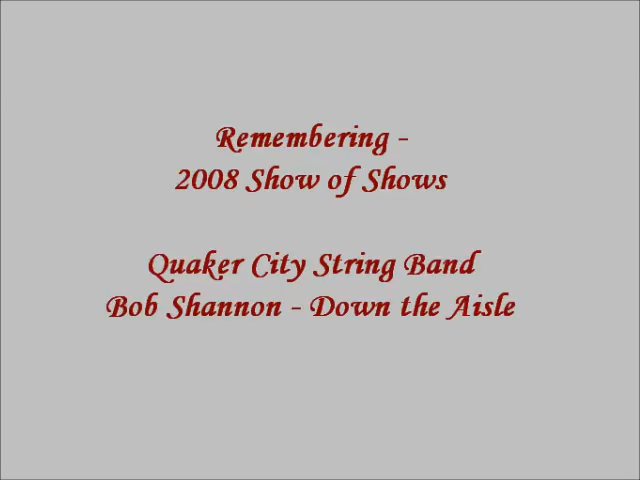 Remembering -
2008 Show of Shows
Quaker City String Band
Bob Shannon - Down the Aisle